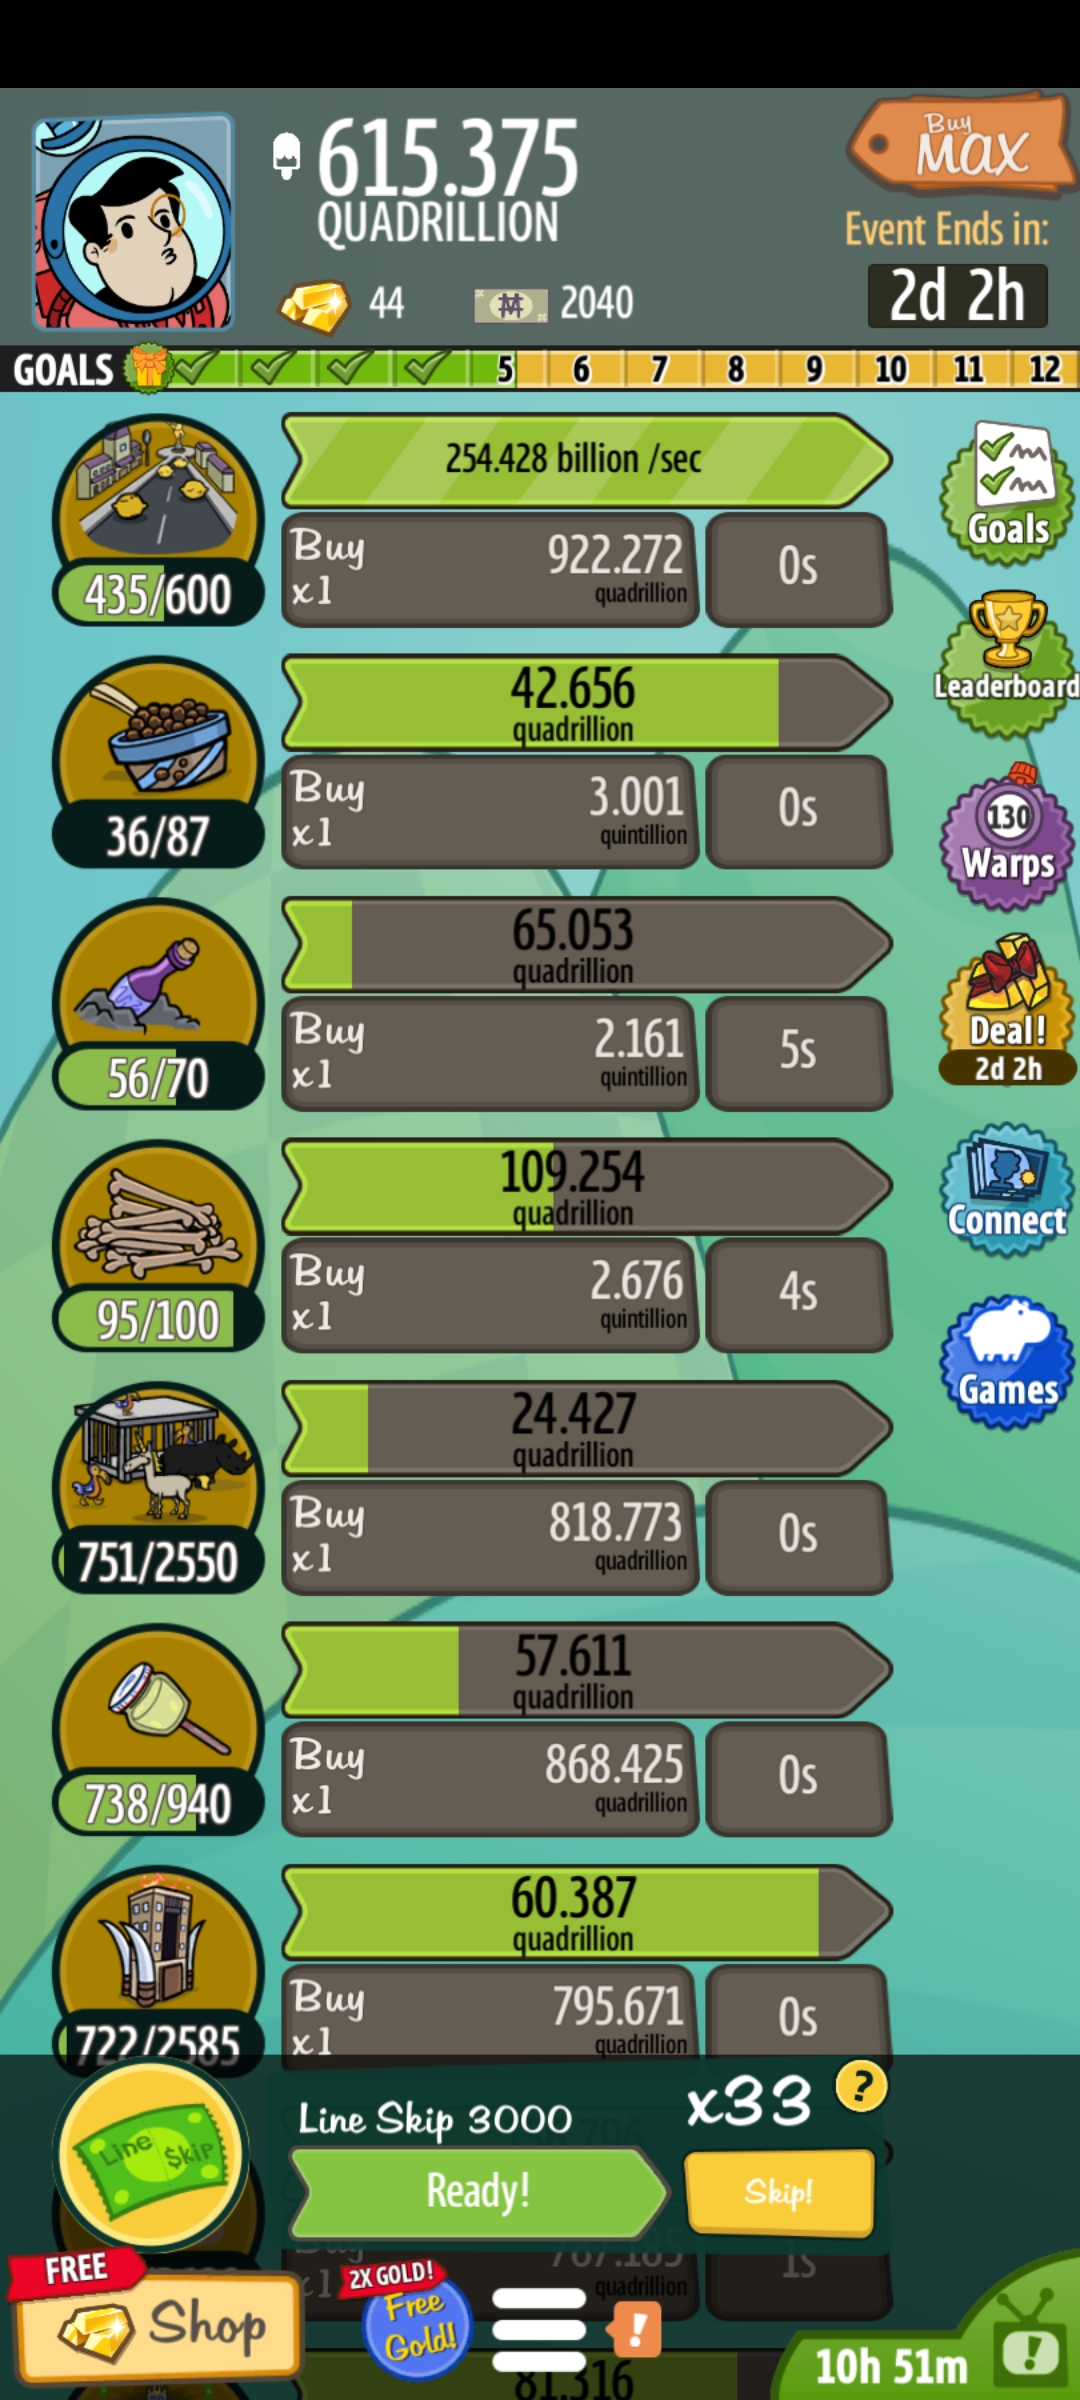 615.375
QUADRILLION
Buy
MAX
Event Ends in:
2d 2h
44
2040
GOALS
5 6 7 8 9 10 11 12
254.428 billion /sec
Buy
x1
922.272
quadrillion
0s
435/600
Goals
42.656
quadrillion
Buy
x1
3.001
quintillion
0s
36/87
Leaderboard
65.053
quadrillion
Buy
x1
2.161
quintillion
5s
56/70
130
Warps
Deal!
2d 2h
109.254
quadrillion
Buy
x1
2.676
quintillion
4s
95/100
Connect
24.427
quadrillion
Buy
x1
818.773
quadrillion
0s
751/2550
Games
57.611
quadrillion
Buy
x1
868.425
quadrillion
0s
738/940
60.387
quadrillion
Buy
x1
795.671
quadrillion
0s
722/2585
Line Skip
Line Skip 3000
x33
?
Ready!
Skip!
Buy
x1
quadrillion
1s
FREE
Shop
2X GOLD!
Free
Gold!
!
10h 51m
!
81.316